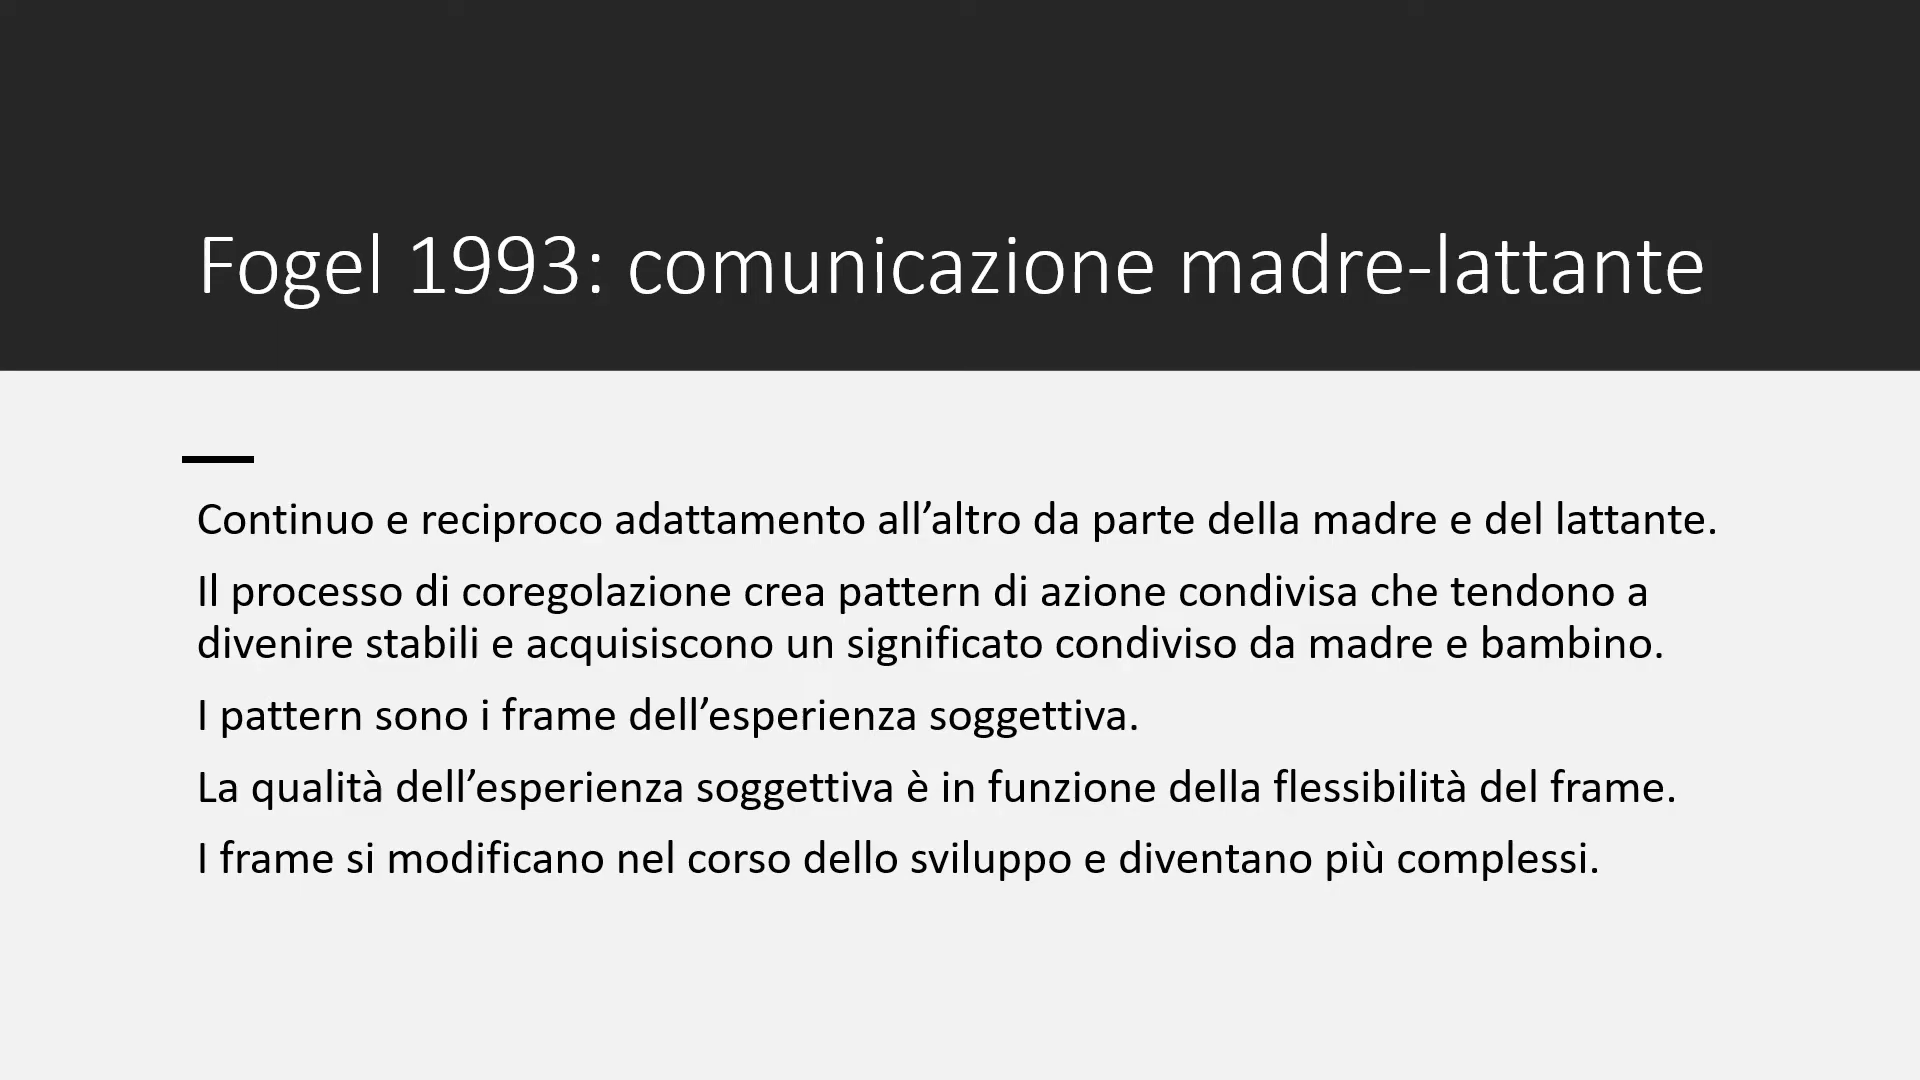 Fogel 1993: comunicazione madre-lattante
Continuo e reciproco adattamento all’altro da parte della madre e del lattante.
Il processo di coregolazione crea pattern di azione condivisa che tendono a
divenire stabili e acquisiscono un significato condiviso da madre e bambino.
I pattern sono i frame dell’esperienza soggettiva.
La qualità dell’esperienza soggettiva è in funzione della flessibilità del frame.
I frame si modificano nel corso dello sviluppo e diventano più complessi.